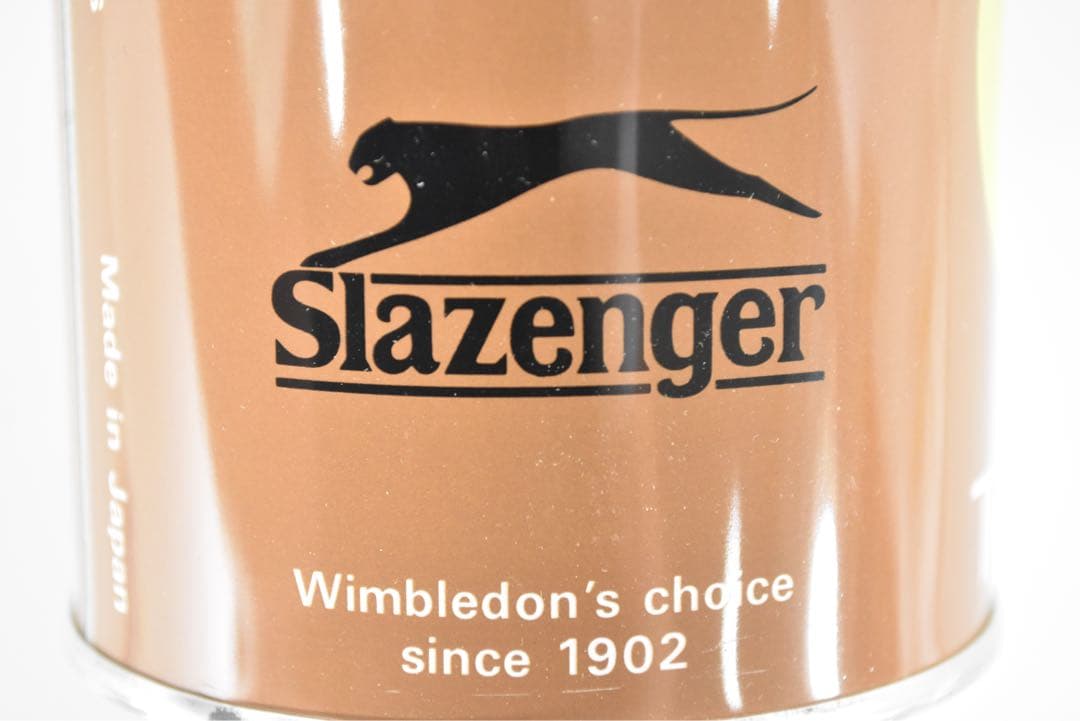 Slazenger
Wimbledon's choice
since 1902
Made in Japan